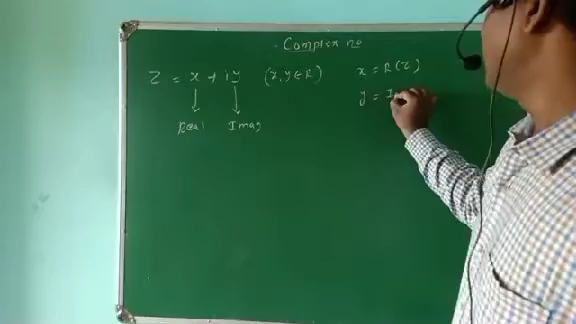 Complex no
Z = x + iy (x, y ∈ R)
x = R(z)
y = I
Real Imag